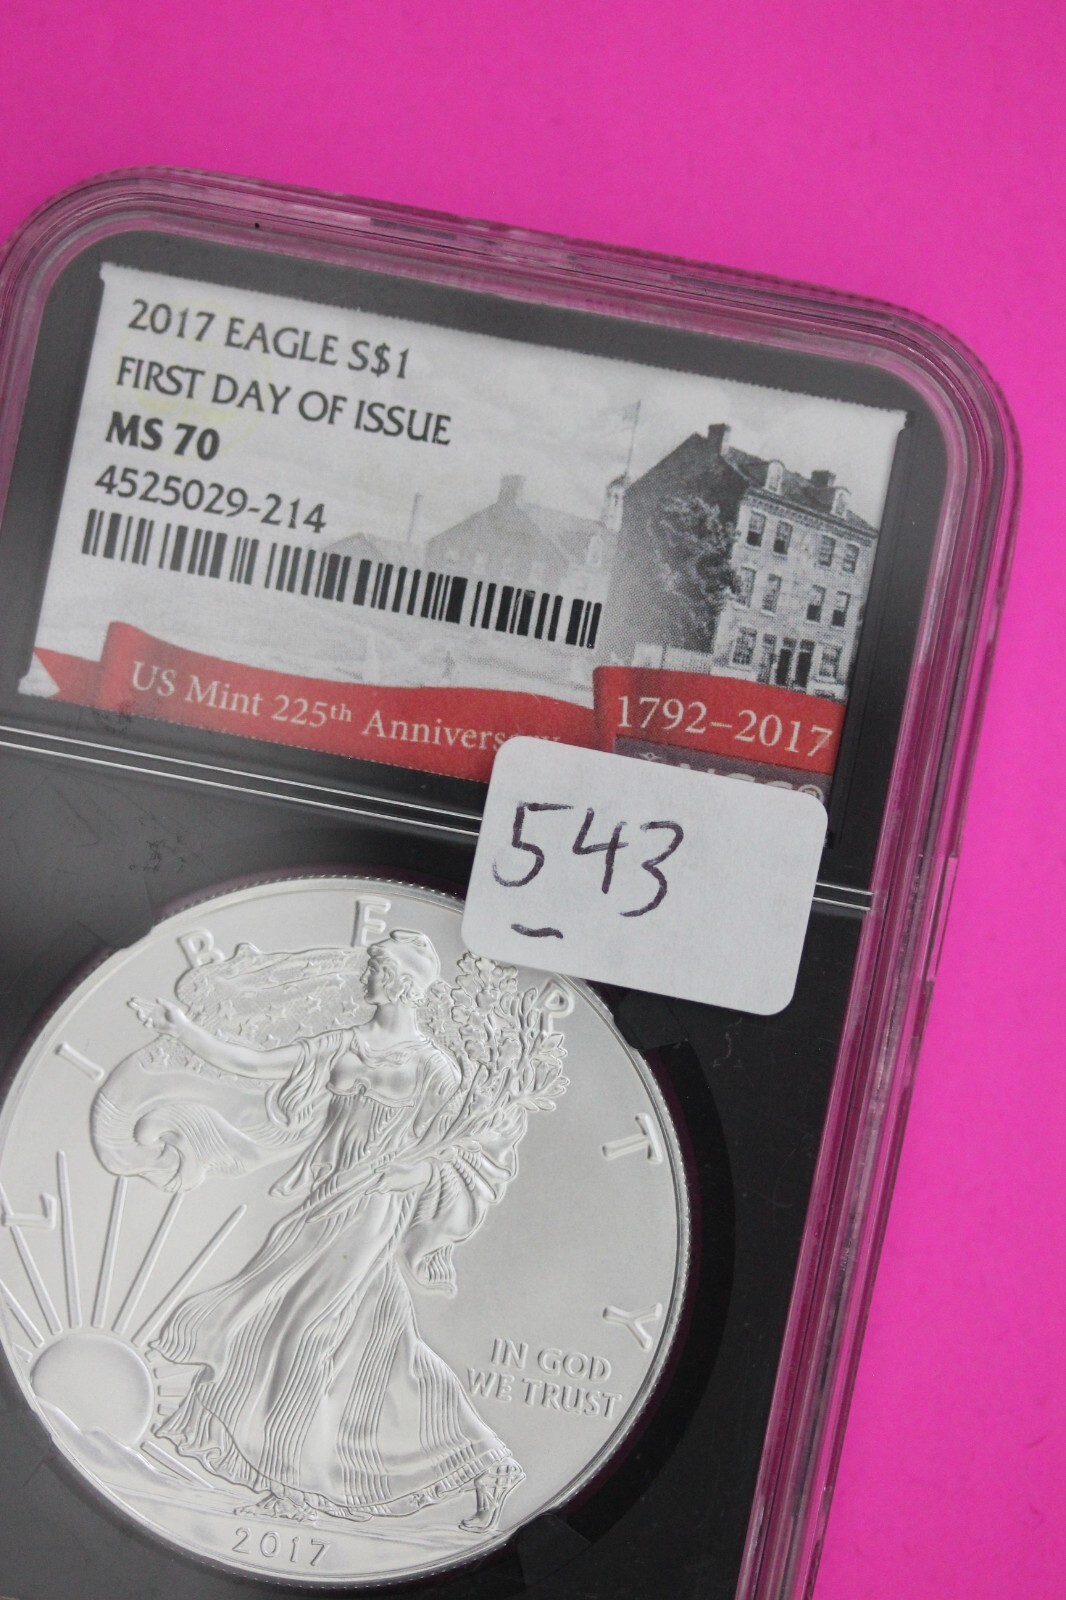 2017 EAGLE S$1
FIRST DAY OF ISSUE
MS 70
4525029-214
US Mint 225th Anniversary
1792-2017
543
LIBERTY
IN GOD
WE TRUST
2017